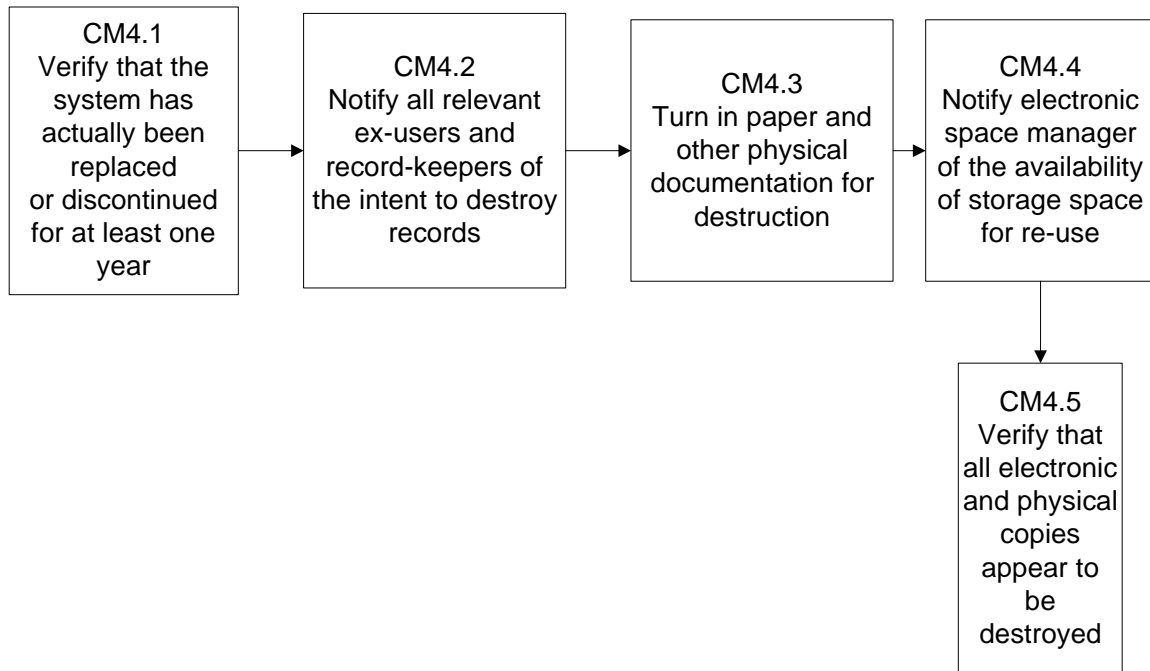 CM4.1
Verify that the
system has
actually been
replaced
or discontinued
for at least one
year
CM4.2
Notify all relevant
ex-users and
record-keepers of
the intent to destroy
records
CM4.3
Turn in paper and
other physical
documentation for
destruction
CM4.4
Notify electronic
space manager
of the availability
of storage space
for re-use
CM4.5
Verify that
all electronic
and physical
copies
appear to
be
destroyed